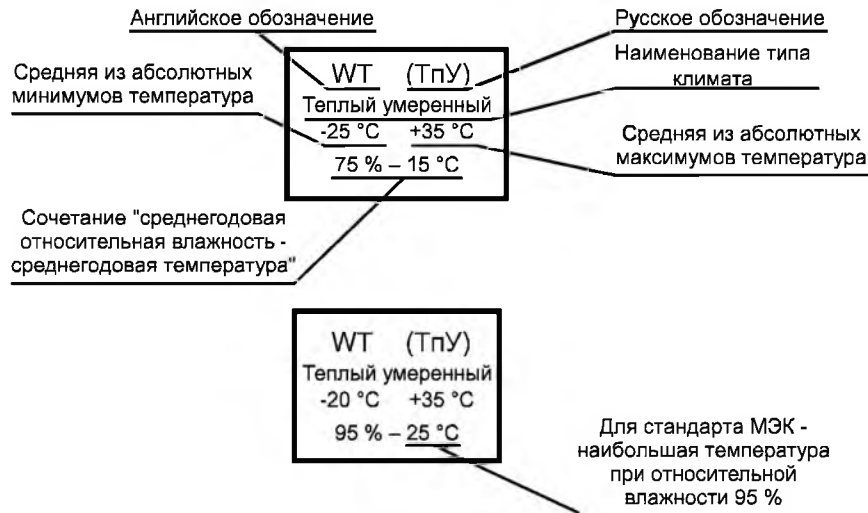 Английское обозначение
Русское обозначение
WT (ТпУ)
Наименование типа
климата
Средняя из абсолютных
минимумов температура
Теплый умеренный
-25 °C +35 °C
Средняя из абсолютных
максимумов температура
75 % – 15 °C
Сочетание "среднегодовая
относительная влажность -
среднегодовая температура"
WT (ТпУ)
Теплый умеренный
-20 °C +35 °C
95 % – 25 °C
Для стандарта МЭК -
наибольшая температура
при относительной
влажности 95 %